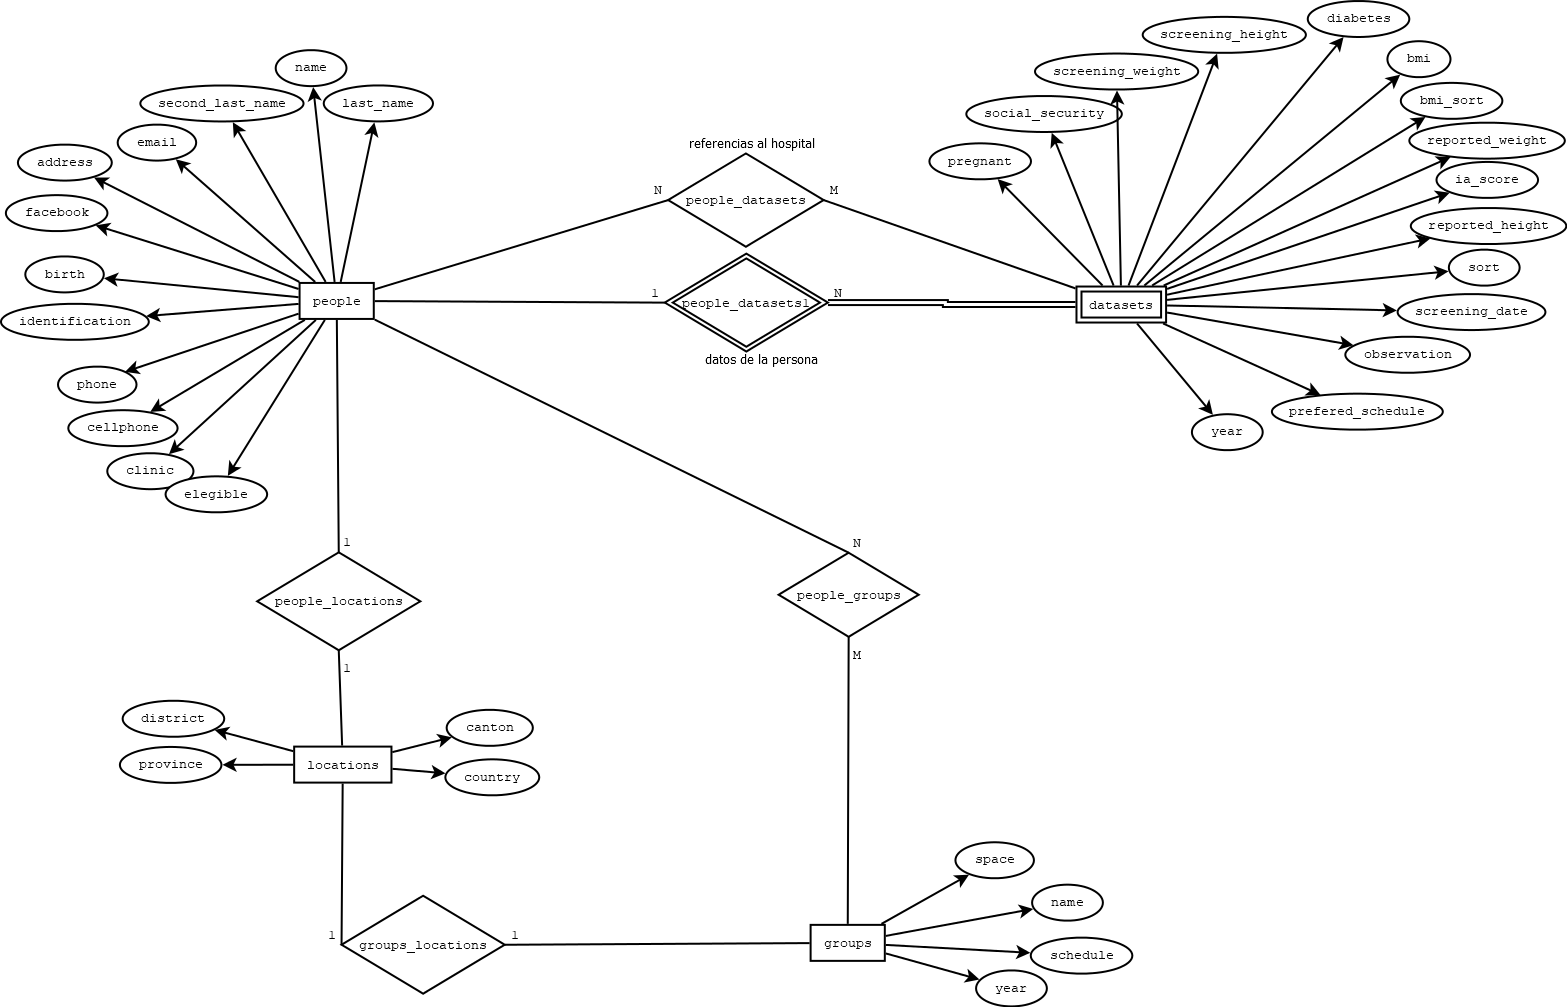 diabetes
screening_height
bmi
name
screening_weight
second_last_name
last_name
bmi_sort
social_security
email
reported_weight
referencias al hospital
address
pregnant
ia_score
N
M
people_datasets
facebook
reported_height
birth
sort
1
N
people
people_datasets1
datasets
identification
screening_date
datos de la persona
observation
phone
prefered_schedule
cellphone
year
clinic
elegible
1
N
people_locations
people_groups
1
M
district
canton
province
locations
country
space
name
1
1
groups_locations
groups
schedule
year